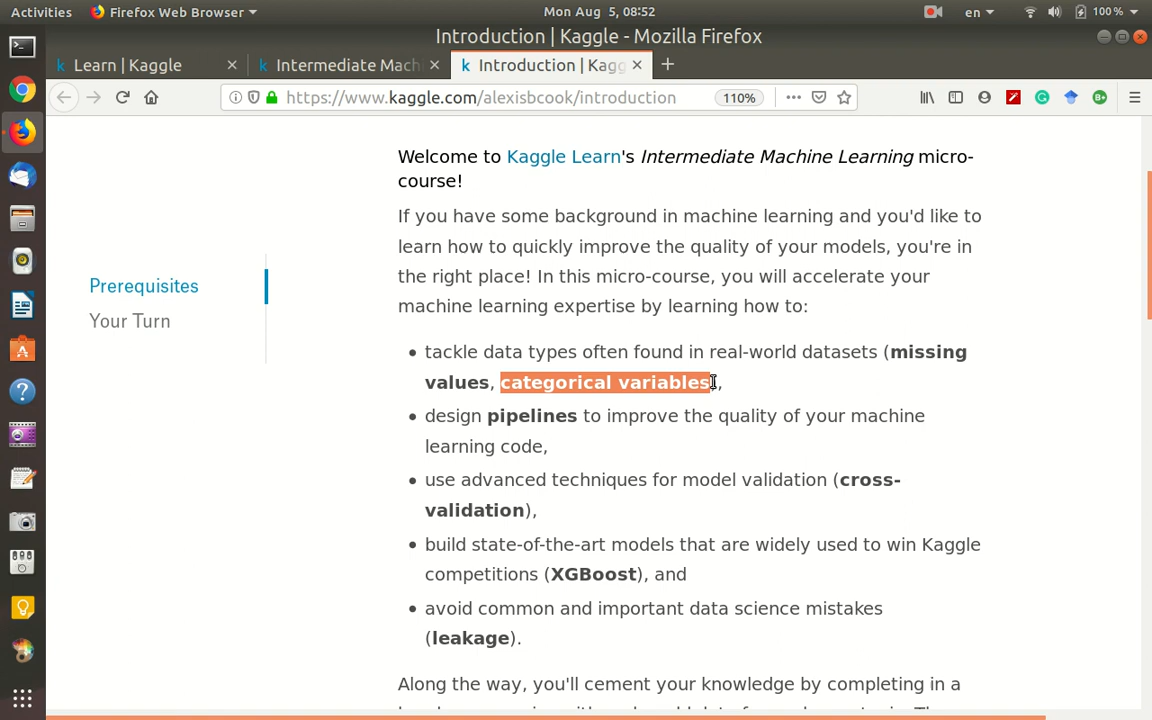 Activities Firefox Web Browser Mon Aug 5, 08:52 en 100 %
Introduction | Kaggle - Mozilla Firefox
Learn | Kaggle Intermediate Mach Introduction | Kagg
https://www.kaggle.com/alexisbcook/introduction 110%
Welcome to Kaggle Learn's Intermediate Machine Learning micro-
course!
If you have some background in machine learning and you'd like to
learn how to quickly improve the quality of your models, you're in
the right place! In this micro-course, you will accelerate your
machine learning expertise by learning how to:
Prerequisites
Your Turn
• tackle data types often found in real-world datasets (missing
values, categorical variables),
• design pipelines to improve the quality of your machine
learning code,
• use advanced techniques for model validation (cross-
validation),
• build state-of-the-art models that are widely used to win Kaggle
competitions (XGBoost), and
• avoid common and important data science mistakes
(leakage).
Along the way, you'll cement your knowledge by completing in a